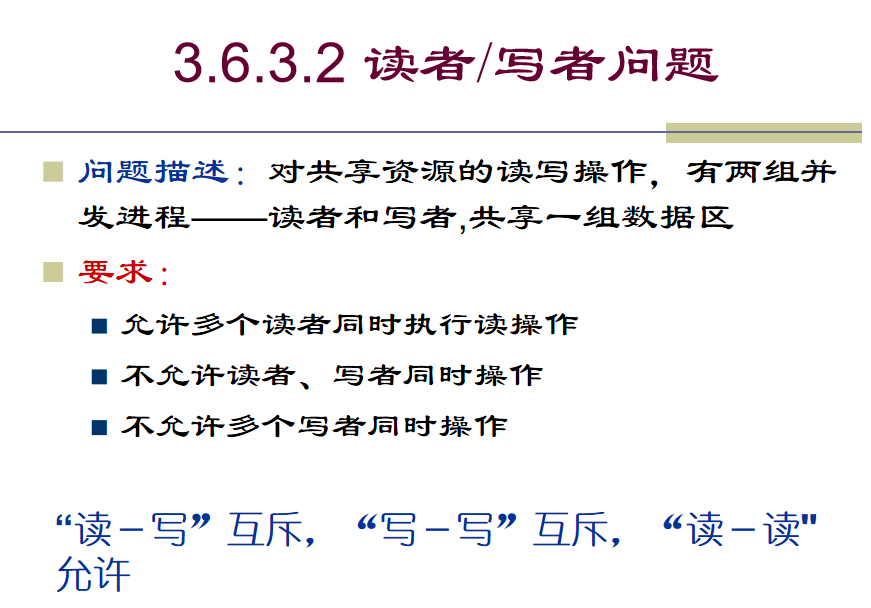 3.6.3.2 读者/写者问题
问题描述：对共享资源的读写操作，有两组并
发进程——读者和写者,共享一组数据区
要求：
允许多个读者同时执行读操作
不允许读者、写者同时操作
不允许多个写者同时操作
“读－写”互斥，“写－写”互斥，“读－读"
允许